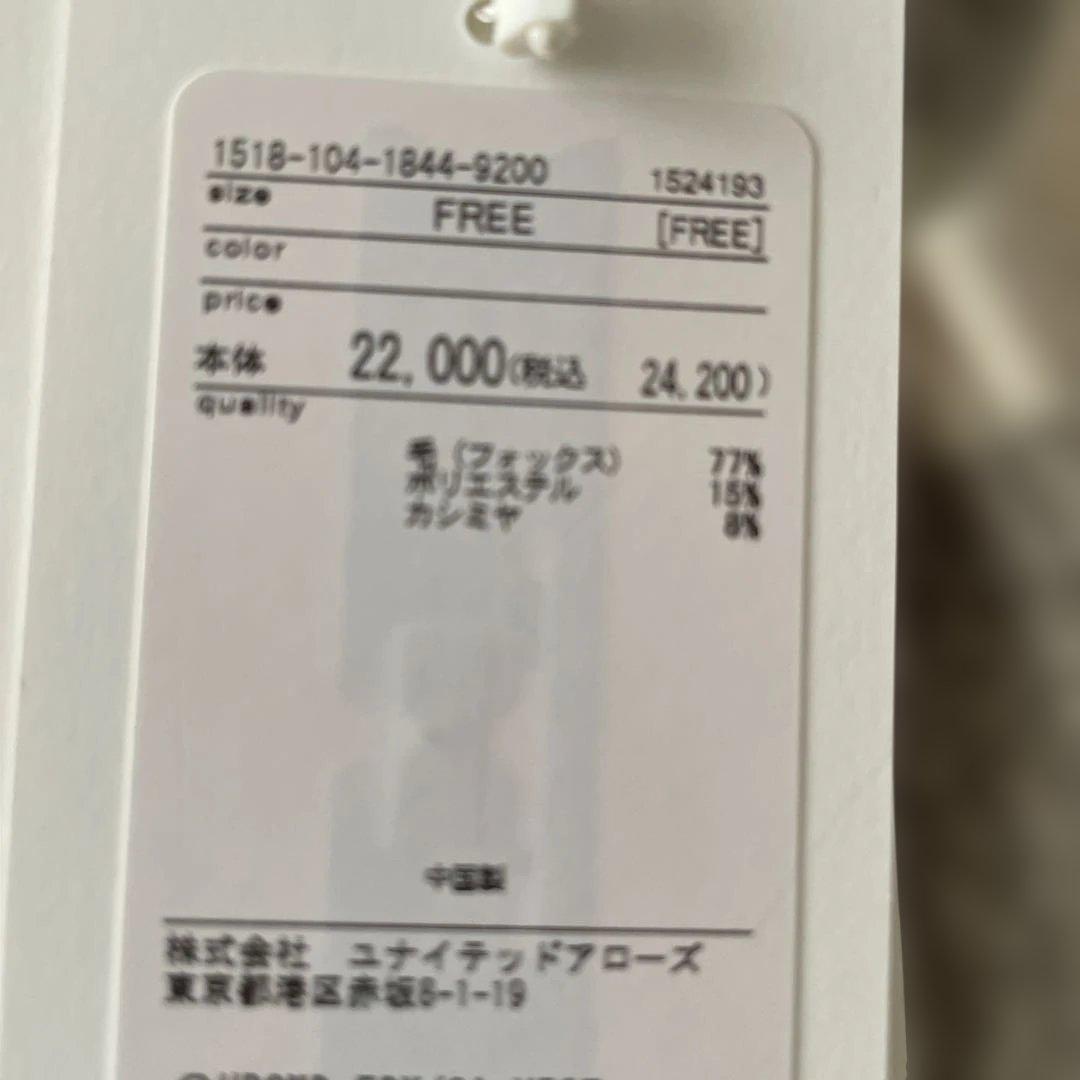 1518-104-1844-9200 1524193
size FREE [FREE]
color
price
本体 22,000(税込 24,200)
quality
毛(フォックス) 77%
ポリエステル 15%
カシミヤ 8%
中国製
株式会社 ユナイテッドアローズ
東京都港区赤坂8-1-19